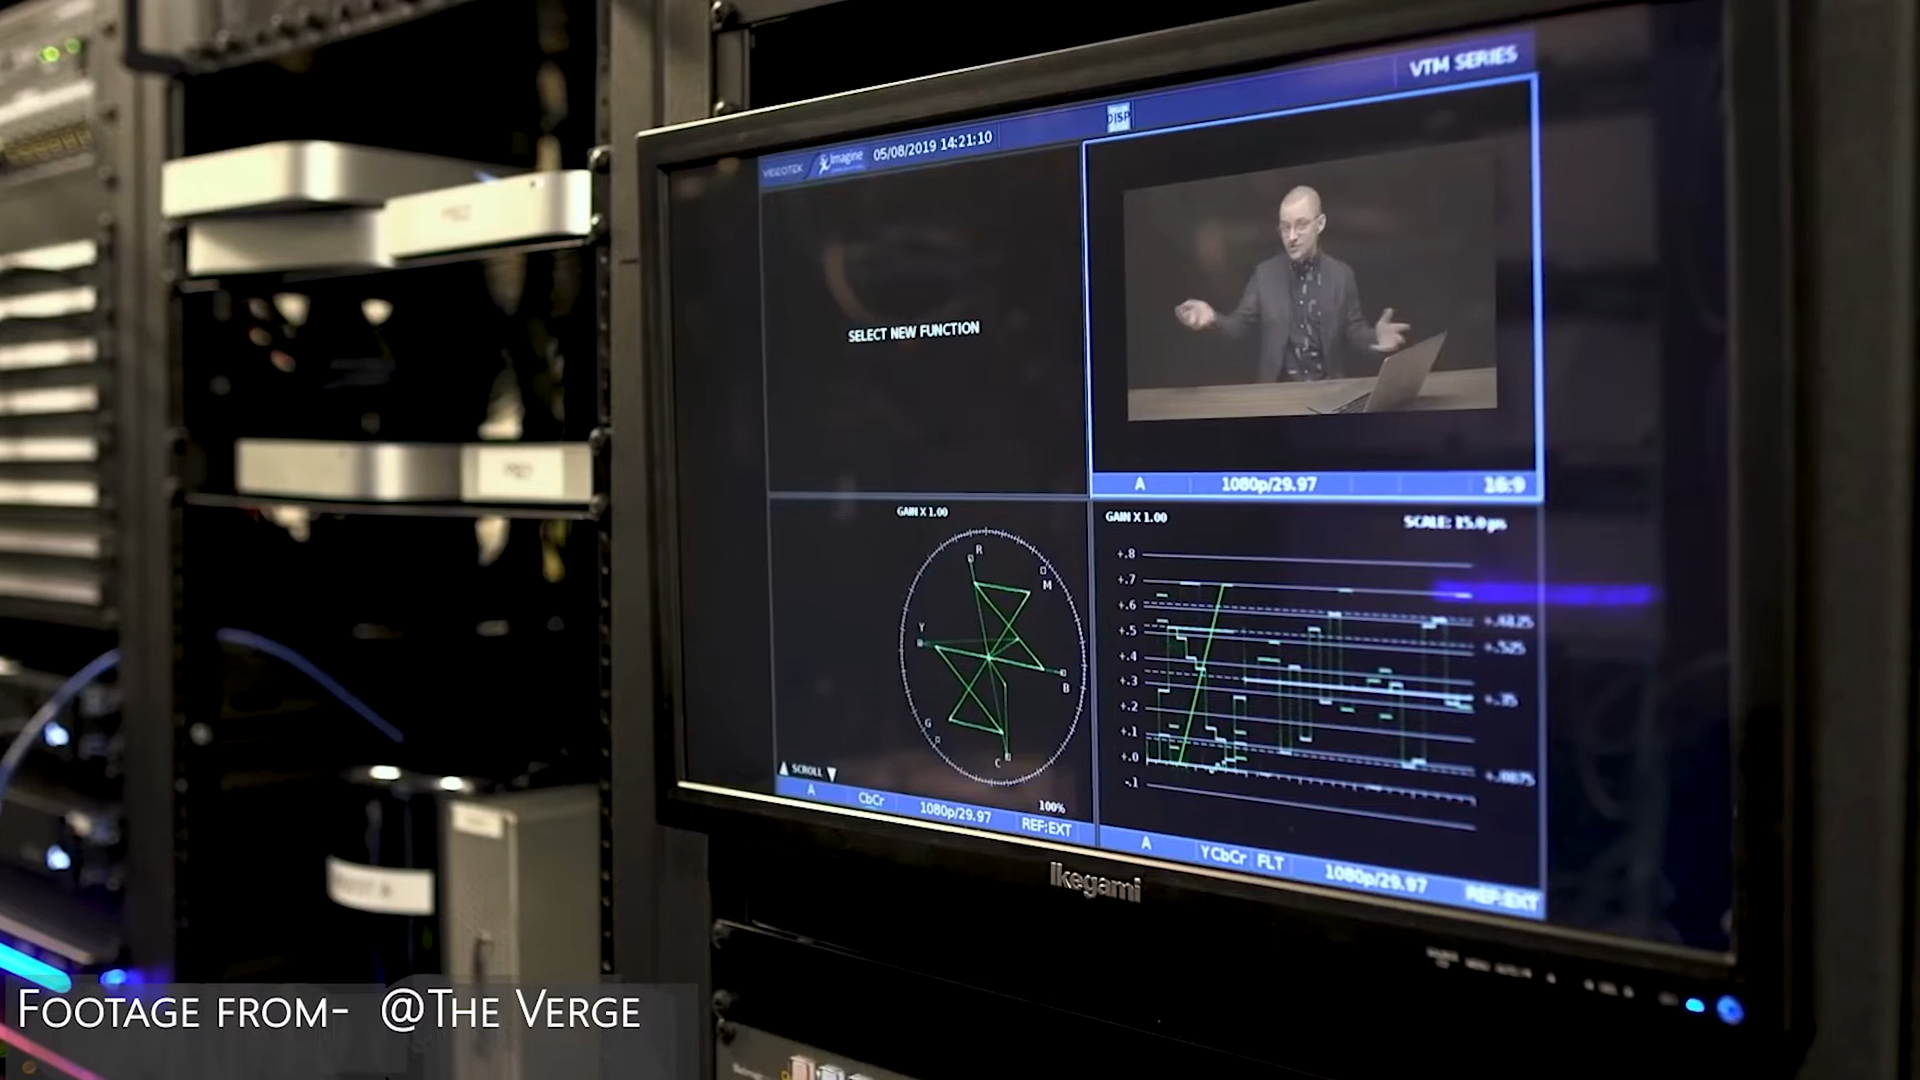 VTM SERIES
DISP
VIDEOTEK
Imagine
05/08/2019 14:21:10
SELECT NEW FUNCTION
A 1080p/29.97 16:9
GAIN X 1.00
R
M
Y
B
G
C
SCROLL
100%
A CbCr 1080p/29.97 REF:EXT
GAIN X 1.00
SCALE: 15.0µs
+.8
+.7
+.6
+.5
+.4
+.3
+.2
+.1
+.0
-.1
+.525
+.35
A YCbCr FLT 1080p/29.97 REF:EXT
Ikegami
FOOTAGE FROM- @THE VERGE